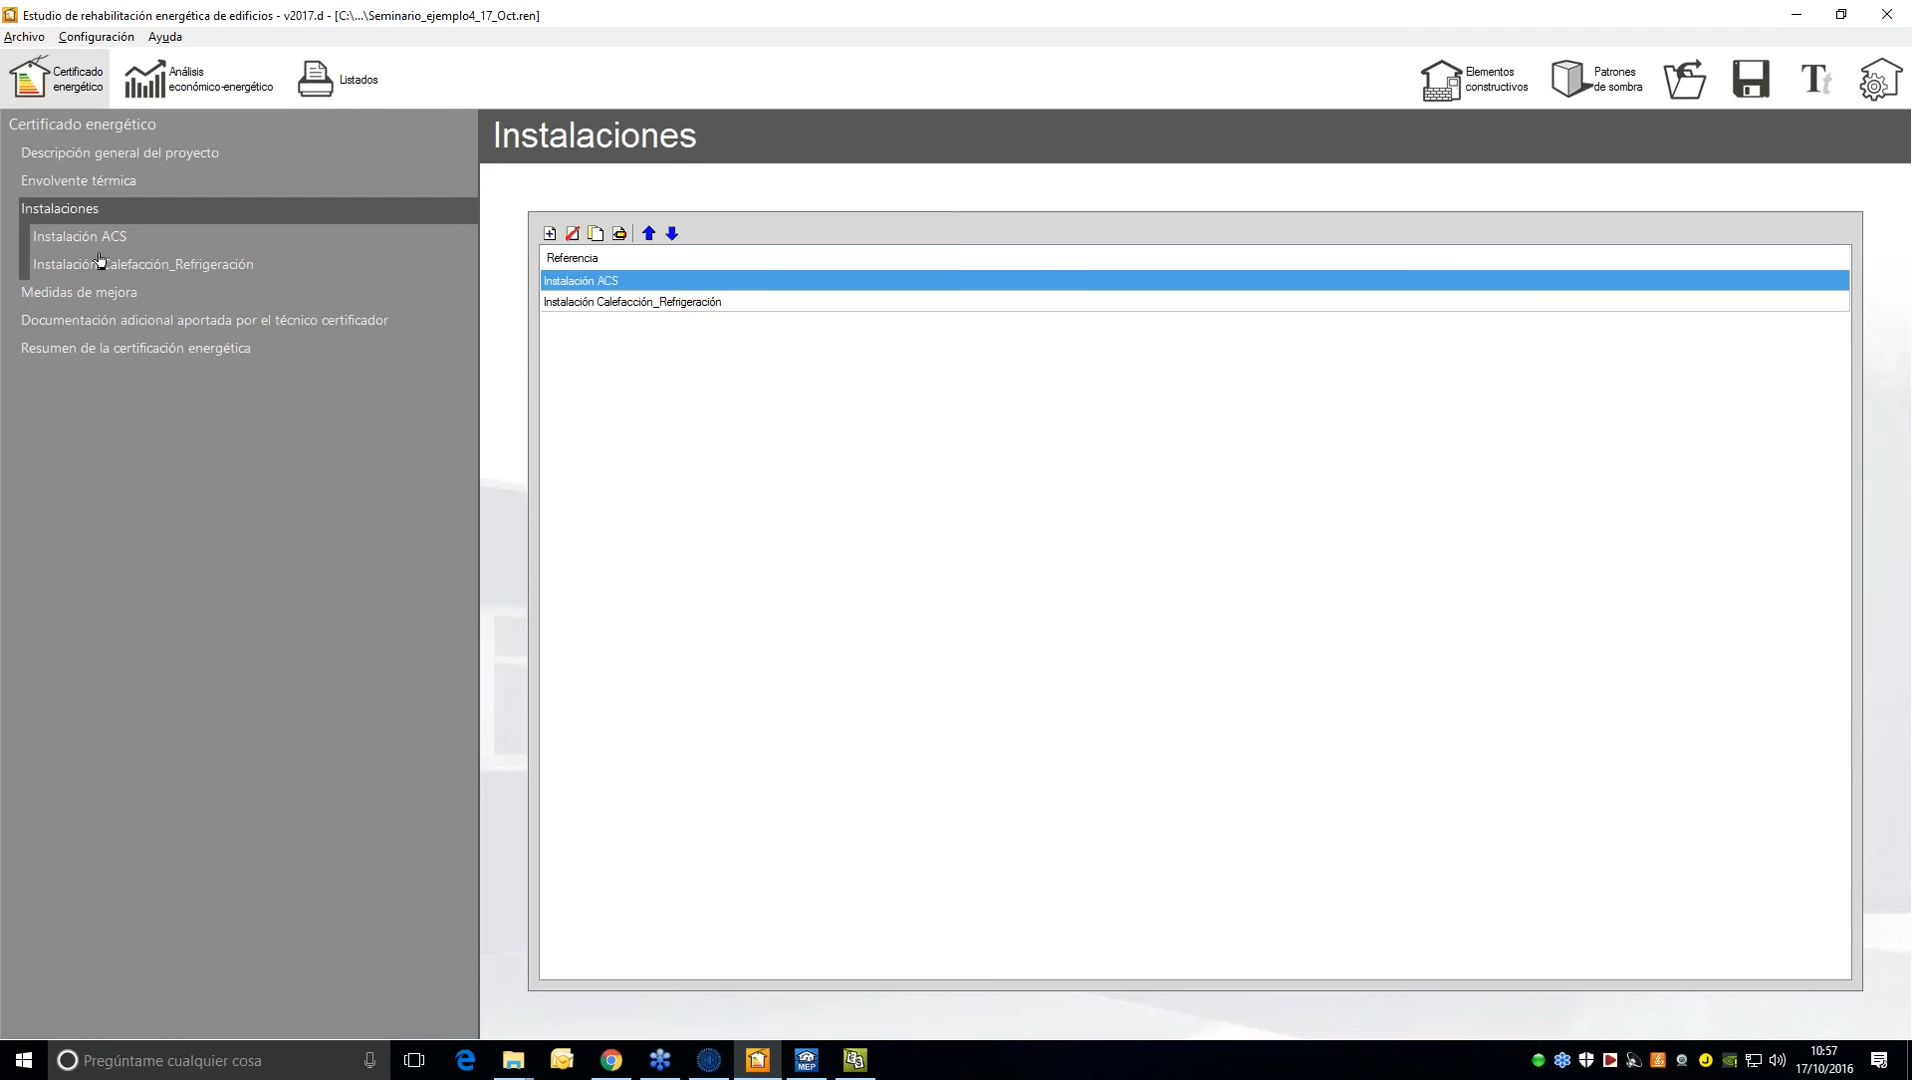 Estudio de rehabilitación energética de edificios - v2017.d - [C:\...\Seminario_ejemplo4_17_Oct.ren]
Archivo Configuración Ayuda
Certificado energético
Análisis económico-energético
Listados
Elementos constructivos
Patrones de sombra
Tt
Certificado energético
Descripción general del proyecto
Envolvente térmica
Instalaciones
Instalación ACS
Instalación Calefacción_Refrigeración
Medidas de mejora
Documentación adicional aportada por el técnico certificador
Resumen de la certificación energética
Instalaciones
Referencia
Instalación ACS
Instalación Calefacción_Refrigeración
Pregúntame cualquier cosa
MEP
10:57
17/10/2016